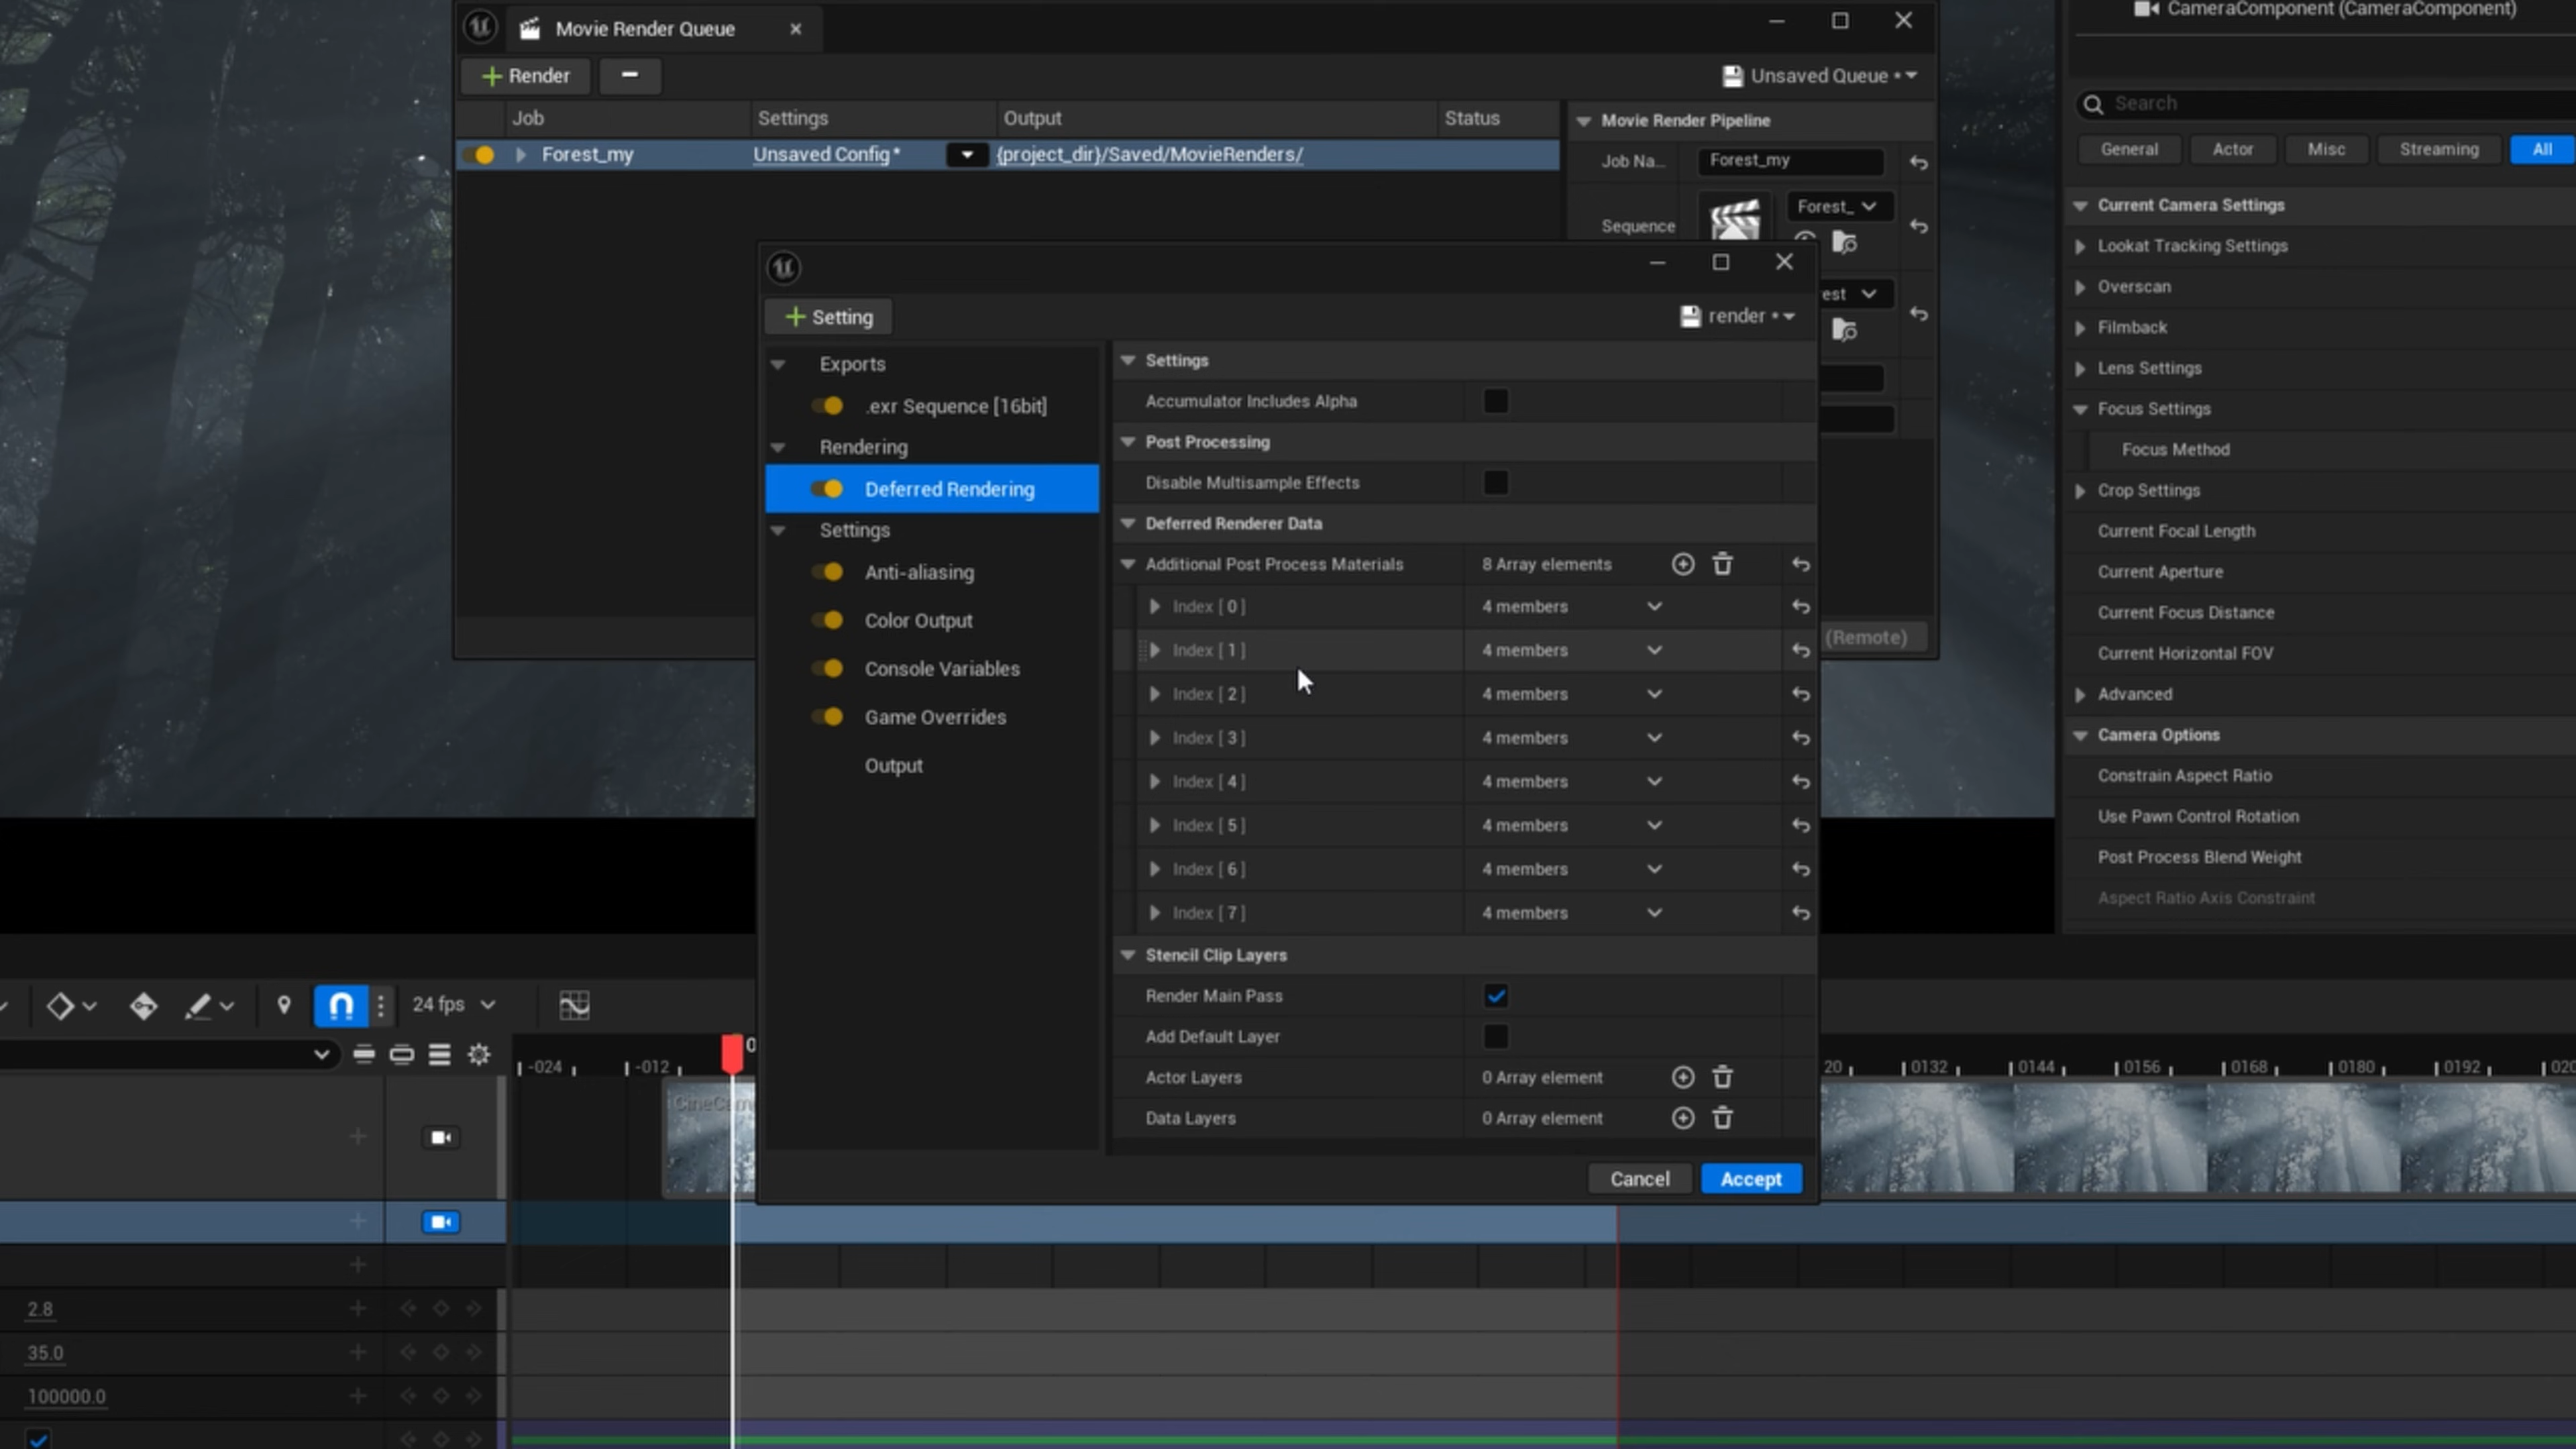 Movie Render Queue
Render
Unsaved Queue
Job
Settings
Output
Status
Forest_my
Unsaved Config*
{project_dir}/Saved/MovieRenders/
Movie Render Pipeline
Job Na...
Forest_my
Sequence
Forest_
(Remote)
Setting
render
Exports
.exr Sequence [16bit]
Rendering
Deferred Rendering
Settings
Anti-aliasing
Color Output
Console Variables
Game Overrides
Output
Settings
Accumulator Includes Alpha
Post Processing
Disable Multisample Effects
Deferred Renderer Data
Additional Post Process Materials 8 Array elements
Index [ 0 ] 4 members
Index [ 1 ] 4 members
Index [ 2 ] 4 members
Index [ 3 ] 4 members
Index [ 4 ] 4 members
Index [ 5 ] 4 members
Index [ 6 ] 4 members
Index [ 7 ] 4 members
Stencil Clip Layers
Render Main Pass
Add Default Layer
Actor Layers 0 Array element
Data Layers 0 Array element
Cancel
Accept
CameraComponent (CameraComponent)
Search
General
Actor
Misc
Streaming
All
Current Camera Settings
Lookat Tracking Settings
Overscan
Filmback
Lens Settings
Focus Settings
Focus Method
Crop Settings
Current Focal Length
Current Aperture
Current Focus Distance
Current Horizontal FOV
Advanced
Camera Options
Constrain Aspect Ratio
Use Pawn Control Rotation
Post Process Blend Weight
Aspect Ratio Axis Constraint
24 fps
-024
-012
0132
0144
0156
0168
0180
0192
2.8
35.0
100000.0